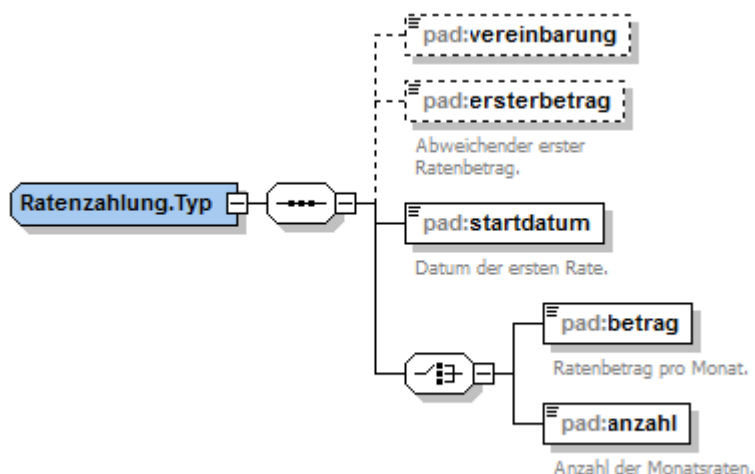 pad:vereinbarung
pad:ersterbetrag
Abweichender erster
Ratenbetrag.
Ratenzahlung.Typ
pad:startdatum
Datum der ersten Rate.
pad:betrag
Ratenbetrag pro Monat.
pad:anzahl
Anzahl der Monatsraten.